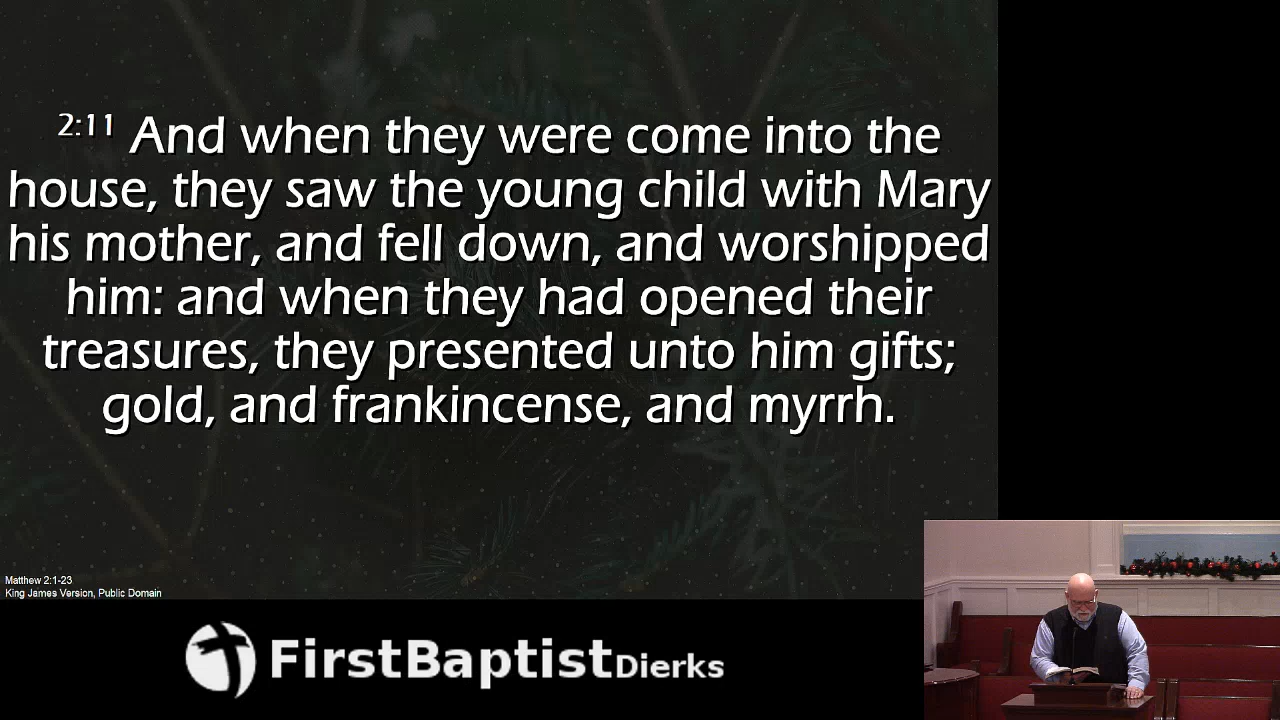 2:11 And when they were come into the
house, they saw the young child with Mary
his mother, and fell down, and worshipped
him: and when they had opened their
treasures, they presented unto him gifts;
gold, and frankincense, and myrrh.
Matthew 2:1-23
King James Version, Public Domain
FirstBaptistDierks